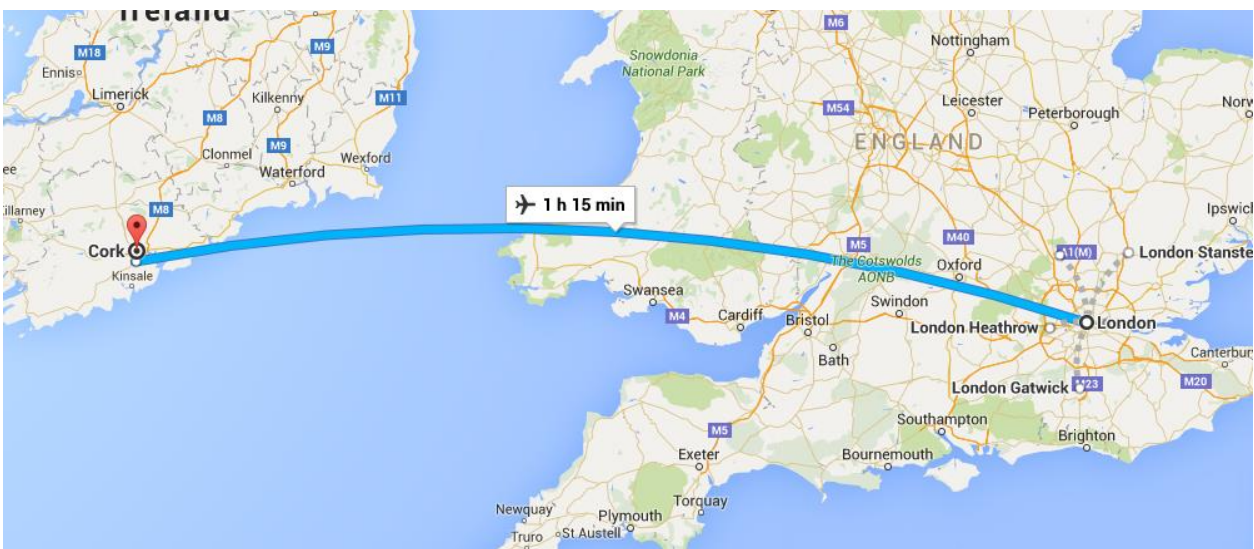 Ireland
M6
M9
Nottingham
M18
Snowdonia
National Park
Ennis
Limerick
Kilkenny
M11
Leicester
M54
Peterborough
M8
ENGLAND
M9
Clonmel
Wexford
Waterford
1 h 15 min
Killarney
M8
Ipswich
Cork
M5
M40
A1(M)
London Stanste
The Cotswolds
AONB
Oxford
Kinsale
Swansea
Swindon
M4
Cardiff
Bristol
London Heathrow
London
Bath
Canterbury
London Gatwick
M23
M20
Southampton
M5
Brighton
Exeter
Bournemouth
Newquay
Torquay
Plymouth
Truro
St Austell